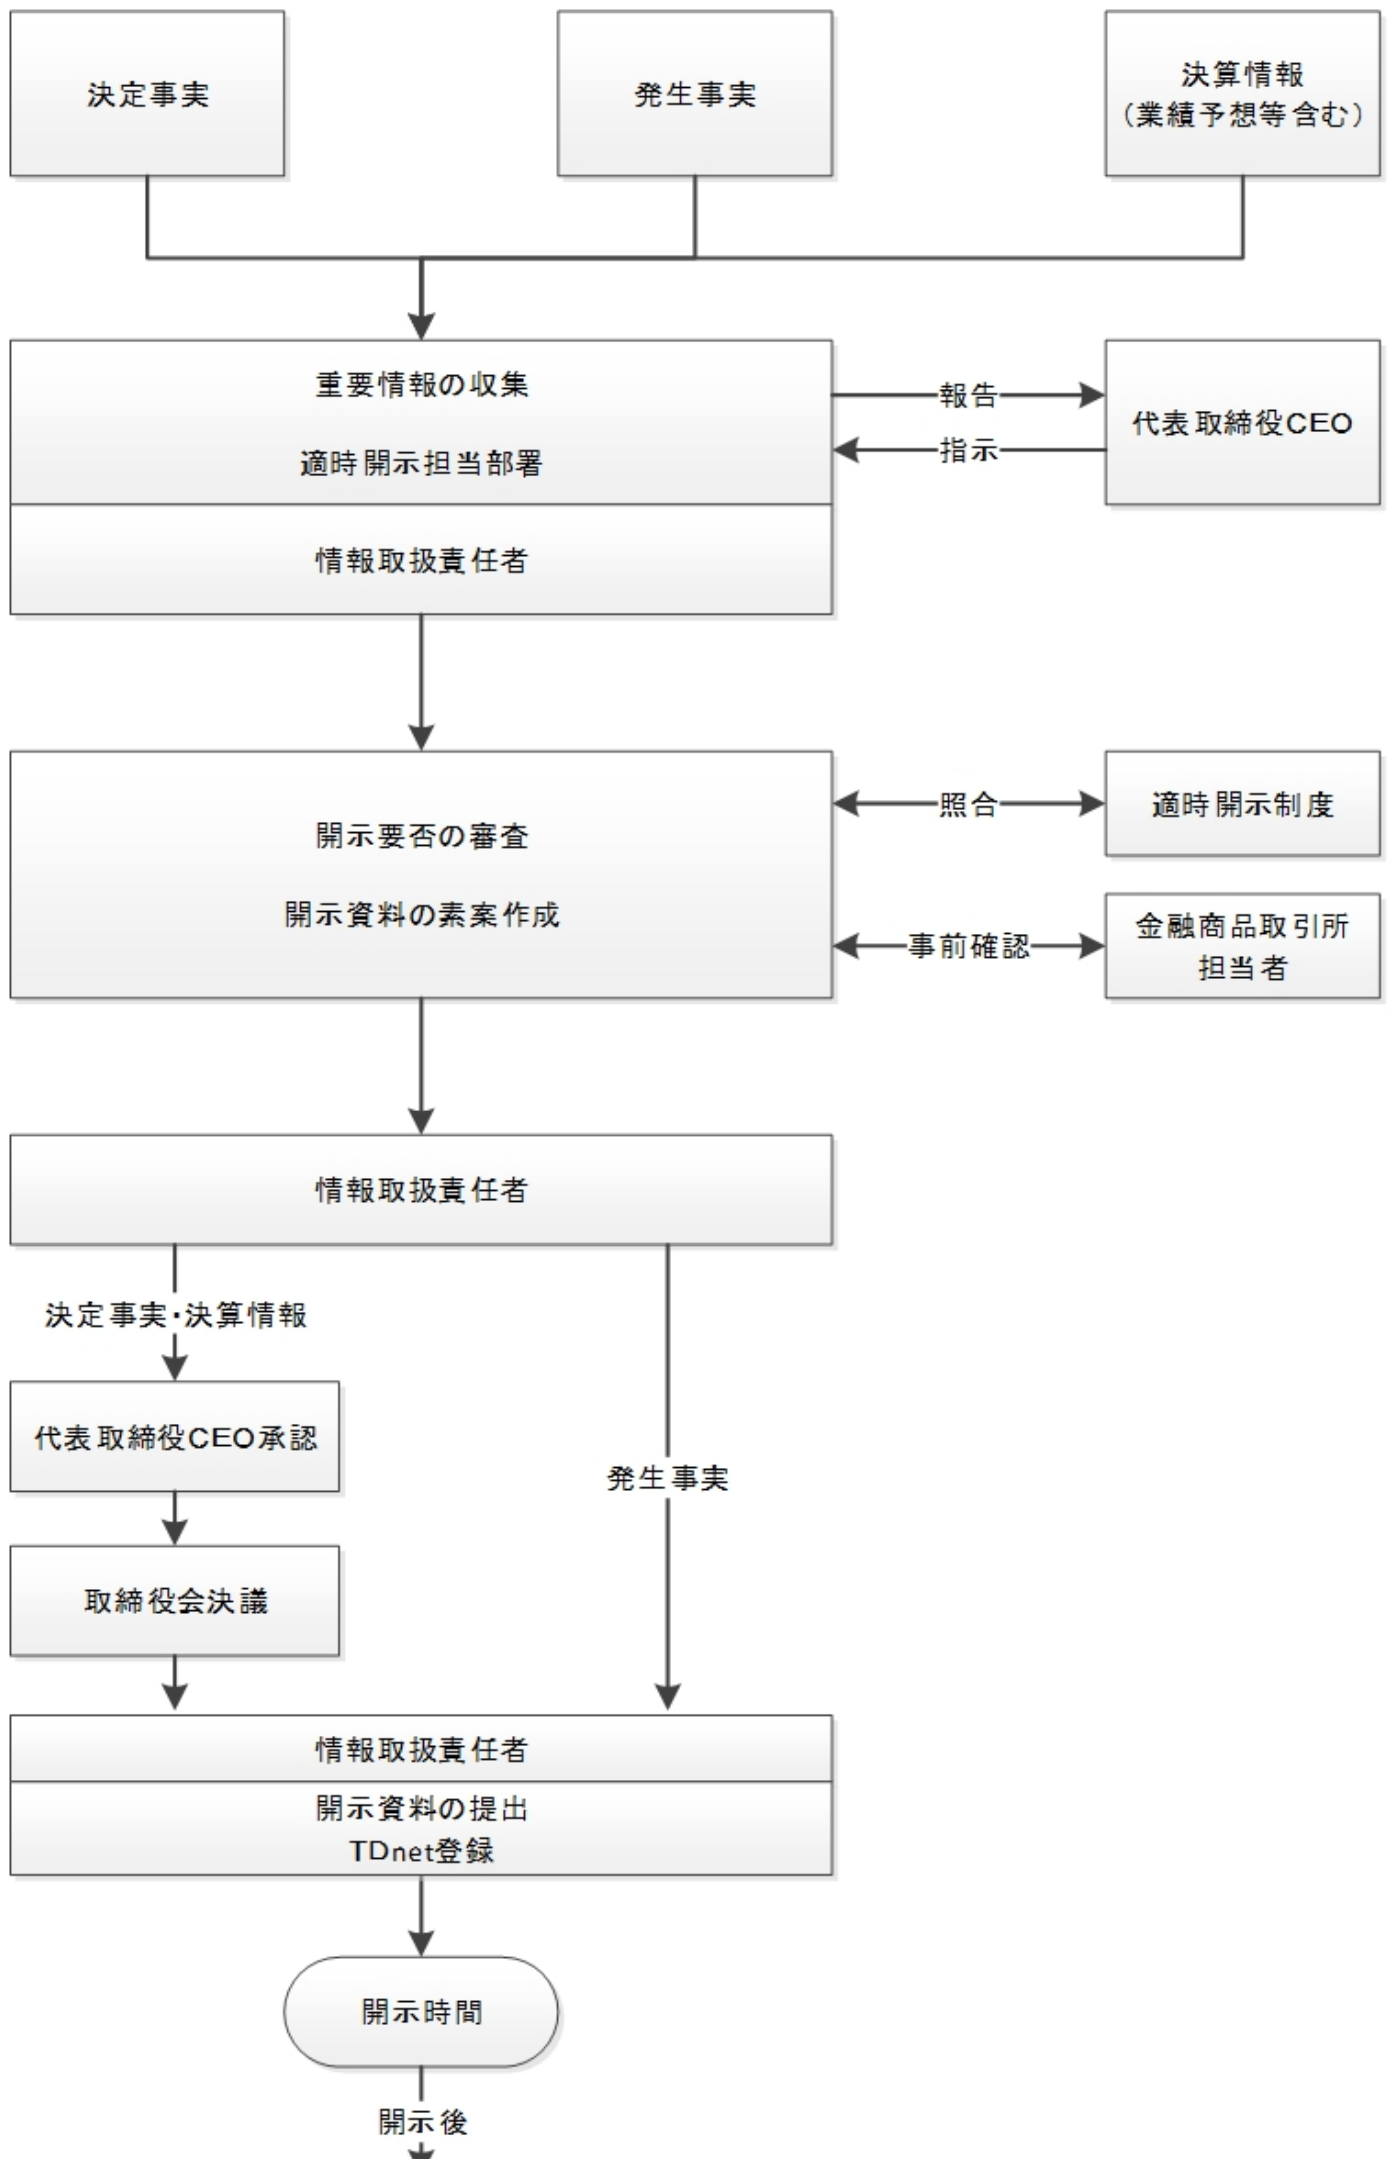 決定事実
発生事実
決算情報
（業績予想等含む）
重要情報の収集
適時開示担当部署
情報取扱責任者
報告
指示
代表取締役CEO
開示要否の審査
開示資料の素案作成
照合
適時開示制度
事前確認
金融商品取引所
担当者
情報取扱責任者
決定事実・決算情報
代表取締役CEO承認
発生事実
取締役会決議
情報取扱責任者
開示資料の提出
TDnet登録
開示時間
開示後